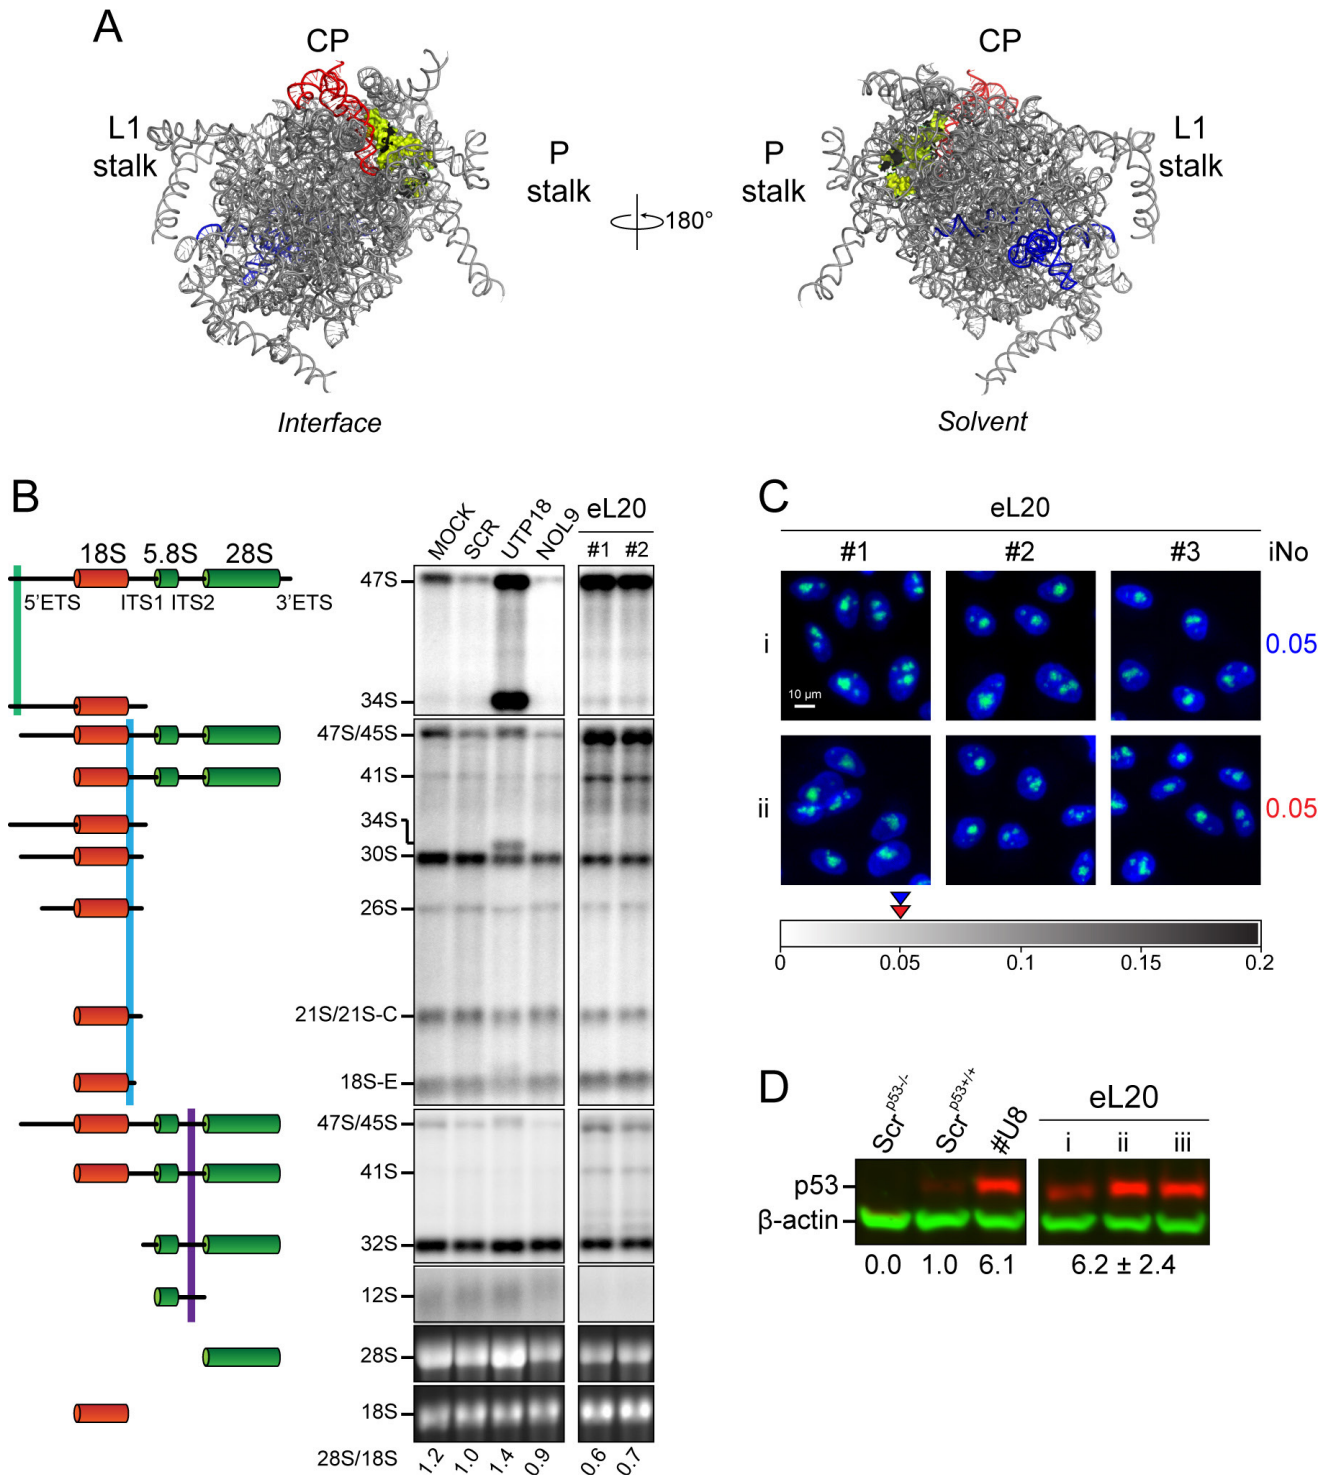 A
CP
CP
L1
stalk
P
stalk
180°
P
stalk
L1
stalk
Interface
Solvent
B
MOCK
SCR
UTP18
NOL9
eL20
#1
#2
18S
5.8S
28S
5'ETS
ITS1
ITS2
3'ETS
47S
34S
47S/45S
41S
34S
30S
26S
21S/21S-C
18S-E
47S/45S
41S
32S
12S
28S
18S
28S/18S
1.2
1.0
1.4
0.9
0.6
0.7
C
eL20
#1
#2
#3
iNo
i
10 µm
0.05
ii
0.05
0
0.05
0.1
0.15
0.2
D
Scr p53-/-
Scr p53+/+
#U8
eL20
i
ii
iii
p53
β-actin
0.0
1.0
6.1
6.2 ± 2.4